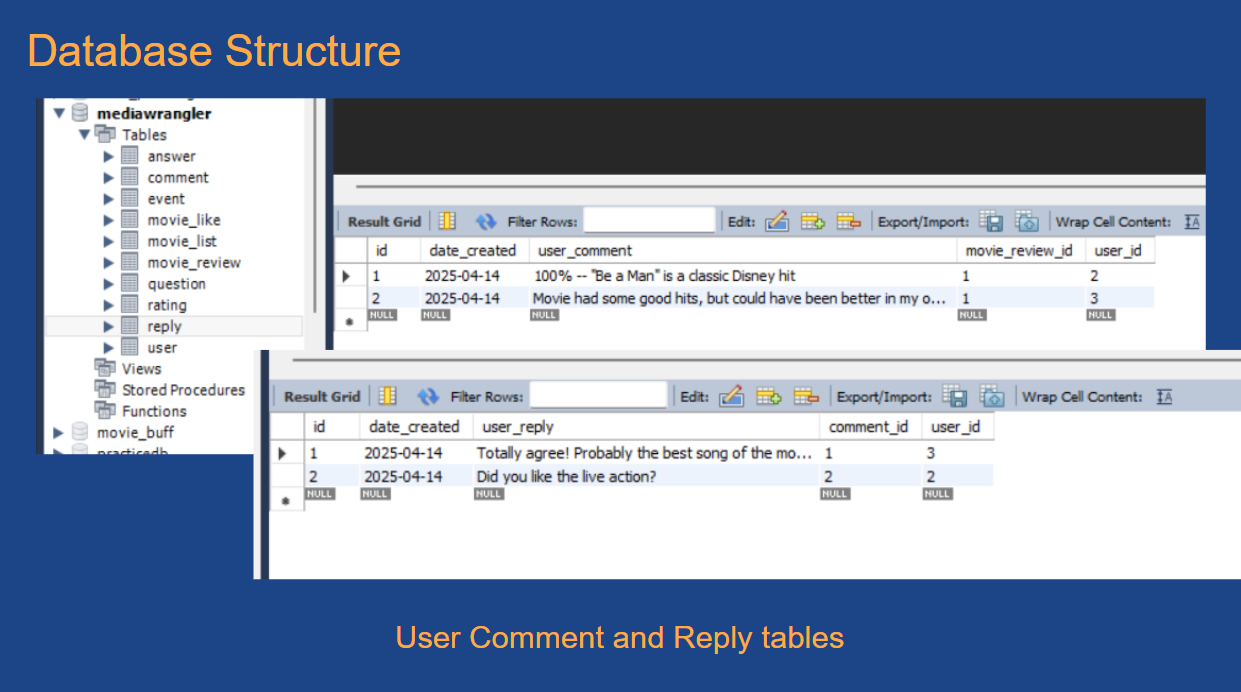 Database Structure
mediawrangler
Tables
answer
comment
event
movie_like
movie_list
movie_review
question
rating
reply
user
Views
Stored Procedures
Functions
movie_buff
practicedb
Result Grid Filter Rows: Edit: Export/Import: Wrap Cell Content:
id date_created user_comment movie_review_id user_id
1 2025-04-14 100% -- "Be a Man" is a classic Disney hit 1 2
2 2025-04-14 Movie had some good hits, but could have been better in my o... 1 3
NULL NULL NULL NULL NULL
Result Grid Filter Rows: Edit: Export/Import: Wrap Cell Content:
id date_created user_reply comment_id user_id
1 2025-04-14 Totally agree! Probably the best song of the mo... 1 3
2 2025-04-14 Did you like the live action? 2 2
NULL NULL NULL NULL NULL
User Comment and Reply tables